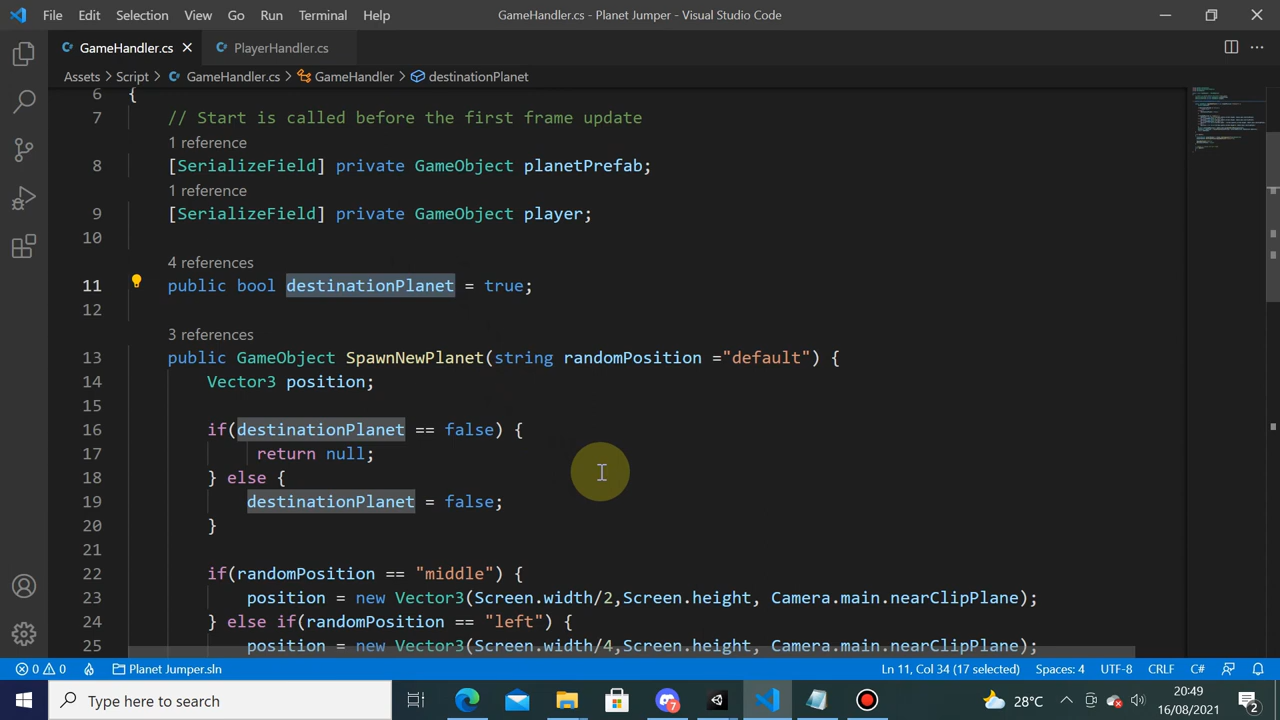 File Edit Selection View Go Run Terminal Help GameHandler.cs - Planet Jumper - Visual Studio Code
GameHandler.cs PlayerHandler.cs
Assets > Script > GameHandler.cs > GameHandler > destinationPlanet
6 {
7 // Start is called before the first frame update
1 reference
8 [SerializeField] private GameObject planetPrefab;
1 reference
9 [SerializeField] private GameObject player;
10
4 references
11 public bool destinationPlanet = true;
12
3 references
13 public GameObject SpawnNewPlanet(string randomPosition ="default") {
14 Vector3 position;
15
16 if(destinationPlanet == false) {
17 return null;
18 } else {
19 destinationPlanet = false;
20 }
21
22 if(randomPosition == "middle") {
23 position = new Vector3(Screen.width/2,Screen.height, Camera.main.nearClipPlane);
24 } else if(randomPosition == "left") {
25 position = new Vector3(Screen.width/4,Screen.height, Camera.main.nearClipPlane);
0 0 Planet Jumper.sln Ln 11, Col 34 (17 selected) Spaces: 4 UTF-8 CRLF C#
Type here to search 7 28°C 20:49
16/08/2021 2